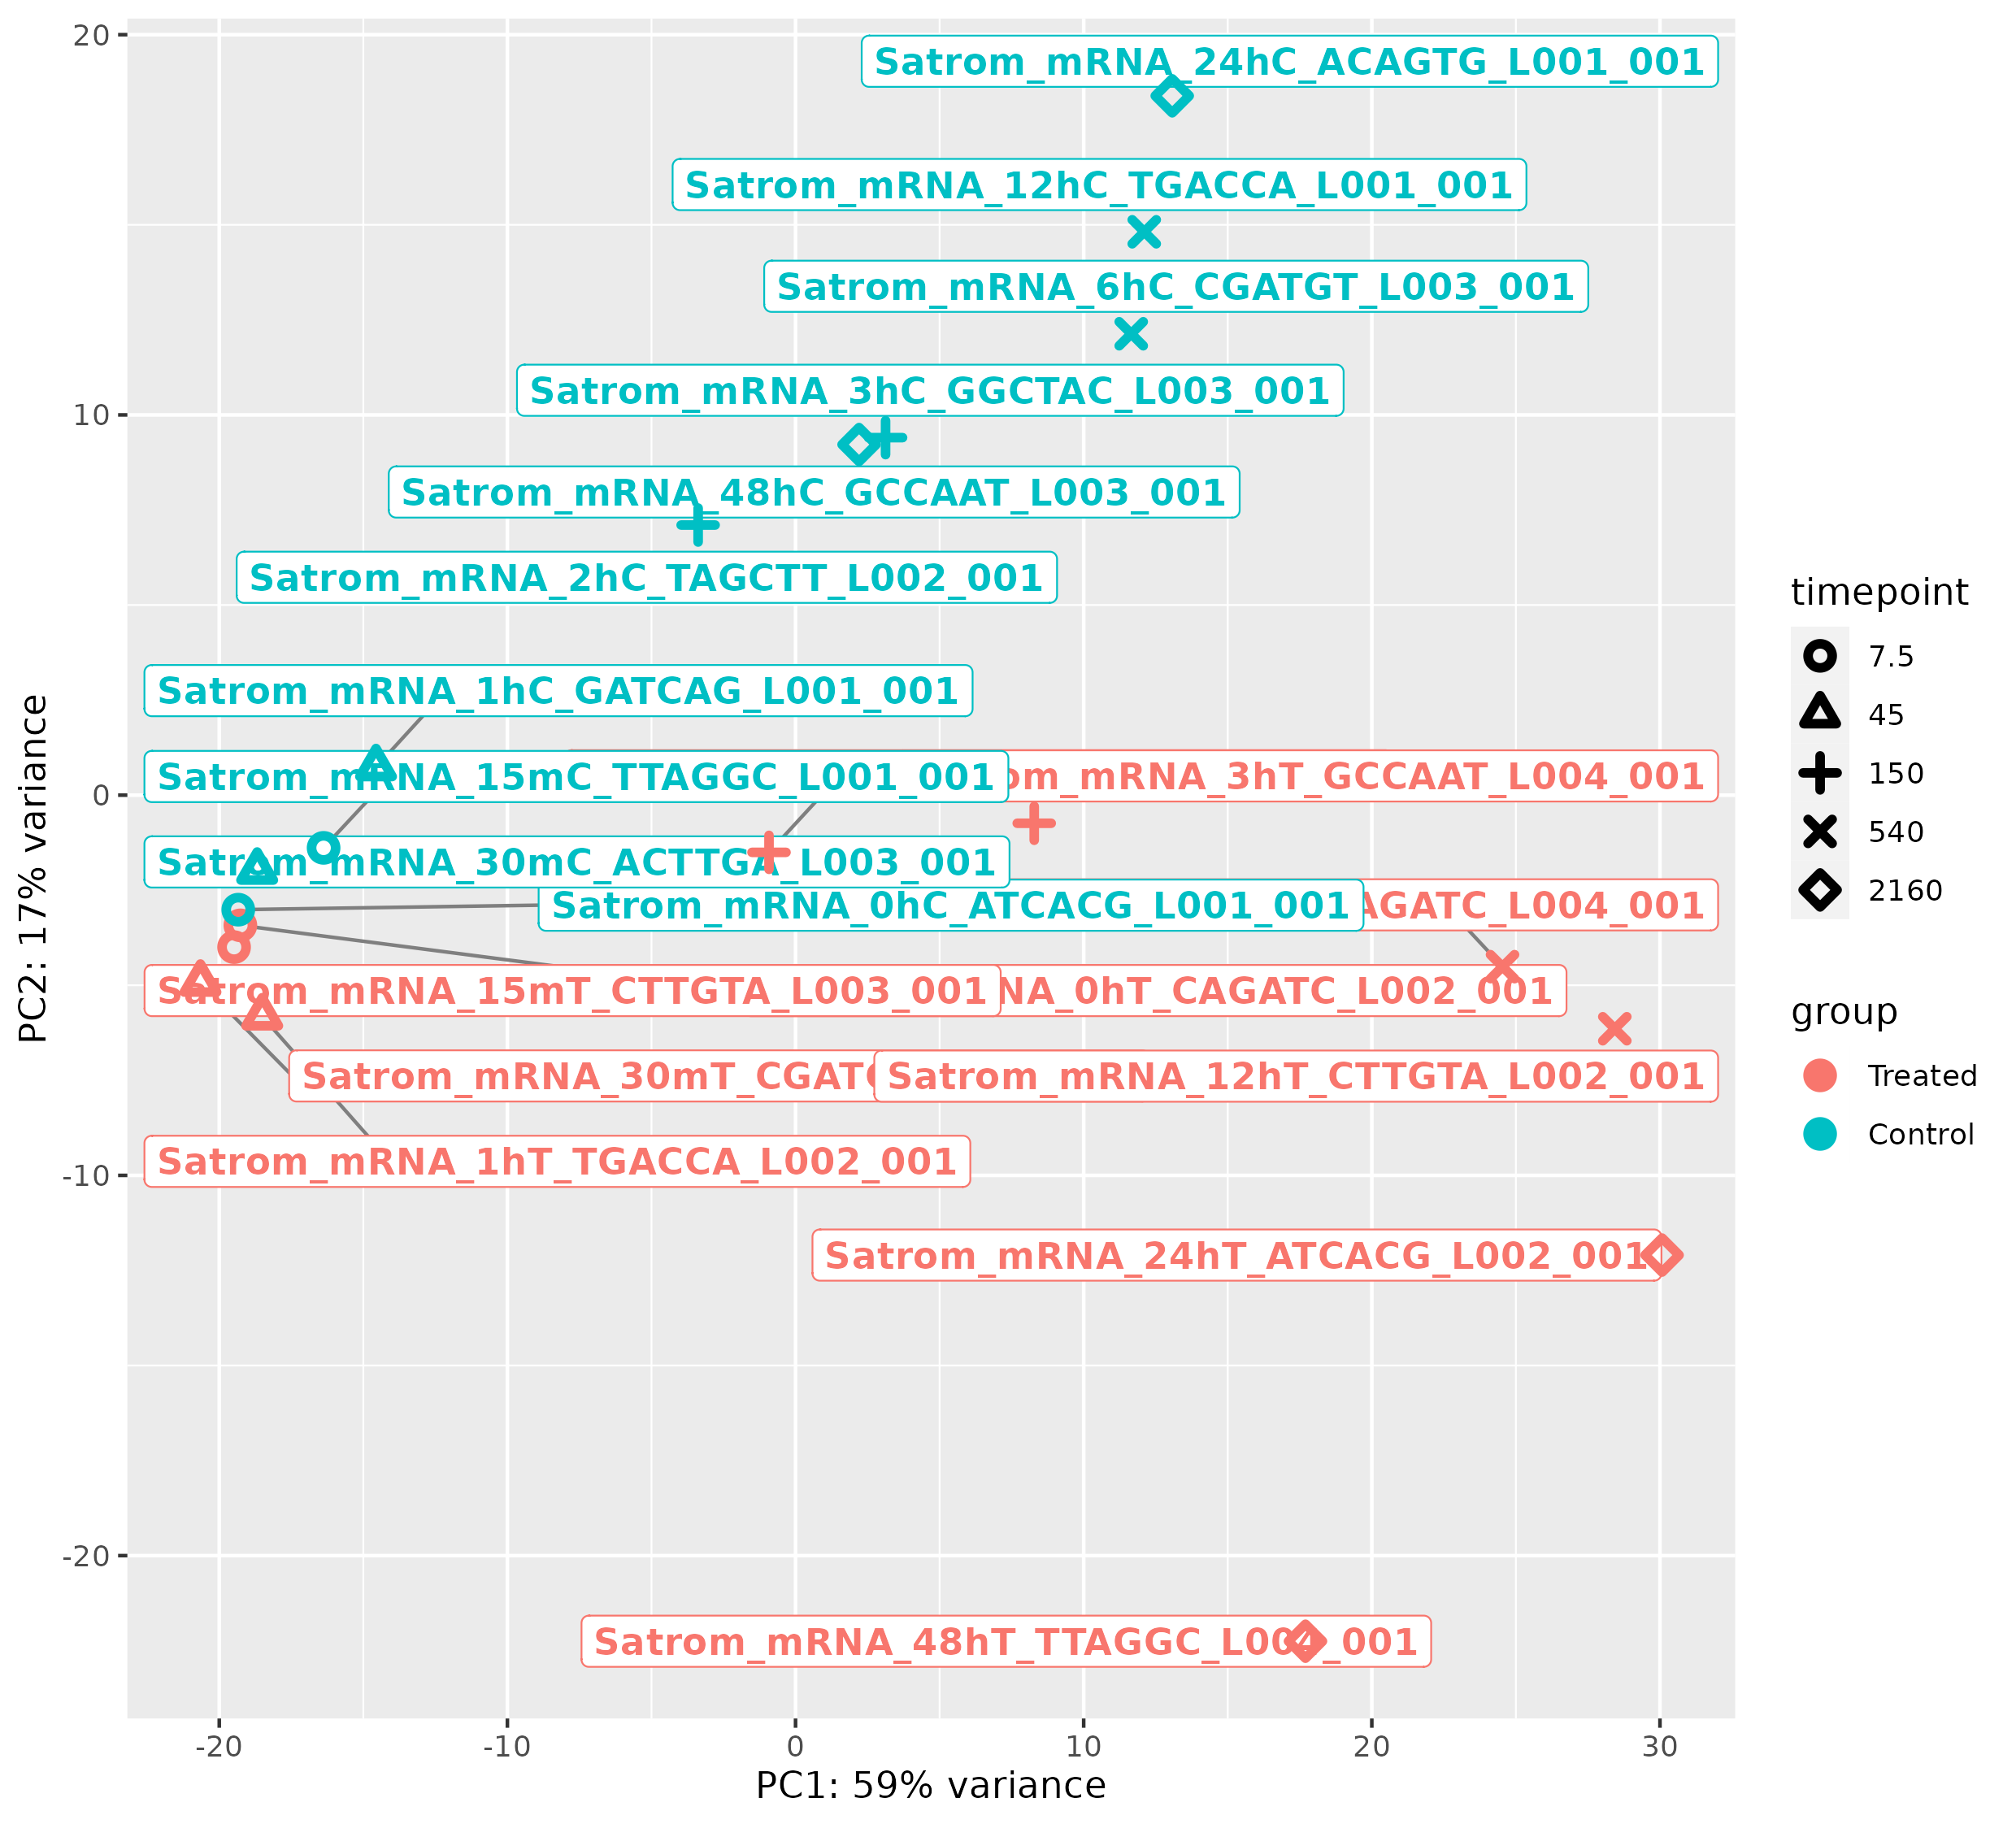 20
10
0
-10
-20
PC2: 17% variance
Satrom_mRNA_24hC_ACAGTG_L001_001
Satrom_mRNA_12hC_TGACCA_L001_001
Satrom_mRNA_6hC_CGATGT_L003_001
Satrom_mRNA_3hC_GGCTAC_L003_001
Satrom_mRNA_48hC_GCCAAT_L003_001
Satrom_mRNA_2hC_TAGCTT_L002_001
Satrom_mRNA_1hC_GATCAG_L001_001
Satrom_mRNA_15mC_TTAGGC_L001_001
om_mRNA_3hT_GCCAAT_L004_001
Satrom_mRNA_30mC_ACTTGA_L003_001
Satrom_mRNA_0hC_ATCACG_L001_001
AGATC_L004_001
Satrom_mRNA_15mT_CTTGTA_L003_001
NA_0hT_CAGATC_L002_001
Satrom_mRNA_30mT_CGAT
Satrom_mRNA_12hT_CTTGTA_L002_001
Satrom_mRNA_1hT_TGACCA_L002_001
Satrom_mRNA_24hT_ATCACG_L002_001
Satrom_mRNA_48hT_TTAGGC_L00 _001
-20
-10
0
10
20
30
PC1: 59% variance
timepoint
7.5
45
150
540
2160
group
Treated
Control